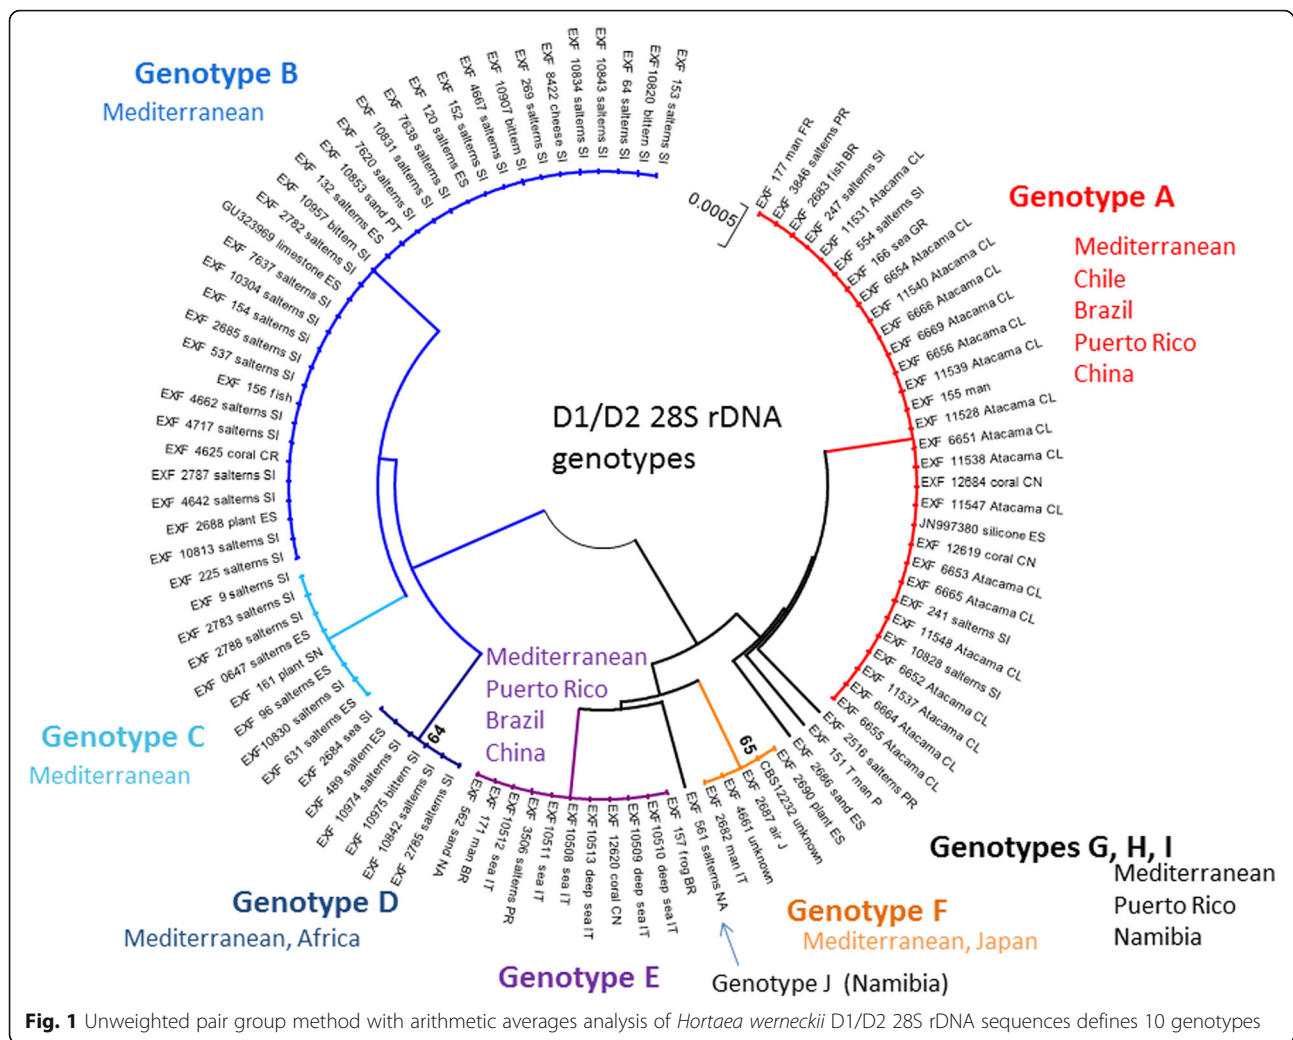 Genotype B
Mediterranean
EXF 225 salterns SI
EXF 10813 salterns SI
EXF 2688 plant ES
EXF 4642 salterns SI
EXF 2787 salterns SI
EXF 4625 coral CR
EXF 4717 salterns SI
EXF 4662 salterns SI
EXF 156 fish
EXF 537 salterns SI
EXF 2685 salterns SI
EXF 154 salterns SI
EXF 10304 salterns SI
EXF 7637 salterns SI
GU323969 limestone ES
EXF 2782 salterns SI
EXF 10957 bittern SI
EXF 132 salterns ES
EXF 10853 sand PT
EXF 7620 salterns SI
EXF 10831 salterns SI
EXF 7638 salterns SI
EXF 120 salterns ES
EXF 152 salterns SI
EXF 4667 salterns SI
EXF 10907 bittern SI
EXF 269 salterns SI
EXF 8422 cheese SI
EXF 10834 salterns SI
EXF 10843 salterns SI
EXF 64 salterns SI
EXF10820 bittern SI
EXF 153 salterns SI
0.0005
EXF 177 man FR
EXF 3846 salterns PR
EXF 2683 fish BR
EXF 247 salterns SI
EXF 11531 Atacama CL
EXF 554 salterns SI
EXF 166 sea GR
EXF 6654 Atacama CL
EXF 11540 Atacama CL
EXF 6666 Atacama CL
EXF 6669 Atacama CL
EXF 6656 Atacama CL
EXF 11539 Atacama CL
EXF 155 man
EXF 11528 Atacama CL
EXF 6651 Atacama CL
EXF 11538 Atacama CL
EXF 12684 coral CN
EXF 11547 Atacama CL
JN997380 silicone ES
EXF 12619 coral CN
EXF 6653 Atacama CL
EXF 6665 Atacama CL
EXF 241 salterns SI
EXF 11548 Atacama CL
EXF 10828 salterns SI
EXF 6652 Atacama CL
EXF 11537 Atacama CL
EXF 6664 Atacama CL
EXF 6655 Atacama CL
Genotype A
Mediterranean
Chile
Brazil
Puerto Rico
China
D1/D2 28S rDNA
genotypes
EXF 2516 salterns PR
EXF 151 T man P
EXF 2686 sand ES
EXF 2690 plant ES
Genotypes G, H, I
Mediterranean
Puerto Rico
Namibia
65
CBS12232 unknown
EXF 2687 air J
EXF 4661 unknown
EXF 2682 man IT
Genotype F
Mediterranean, Japan
EXF 561 salterns NA
Genotype J (Namibia)
Mediterranean
Puerto Rico
Brazil
China
EXF 157 frog BR
EXF10510 deep sea IT
EXF10509 deep sea IT
EXF 12620 coral CN
EXF10513 deep sea IT
EXF10508 sea IT
EXF10511 sea IT
EXF 3506 salterns PR
EXF10512 sea IT
EXF 171 man BR
EXF 562 sand NA
Genotype E
64
EXF 2785 salterns SI
EXF 10842 salterns SI
EXF 10975 bittern SI
EXF 10974 salterns SI
EXF 489 saltern ES
EXF 2684 sea SI
Genotype D
Mediterranean, Africa
EXF 631 salterns ES
EXF10830 salterns SI
EXF 96 salterns ES
EXF 161 plant SN
EXF 0647 salterns ES
EXF 2788 salterns SI
EXF 2783 salterns SI
EXF 9 salterns SI
Genotype C
Mediterranean
Fig. 1 Unweighted pair group method with arithmetic averages analysis of Hortaea werneckii D1/D2 28S rDNA sequences defines 10 genotypes